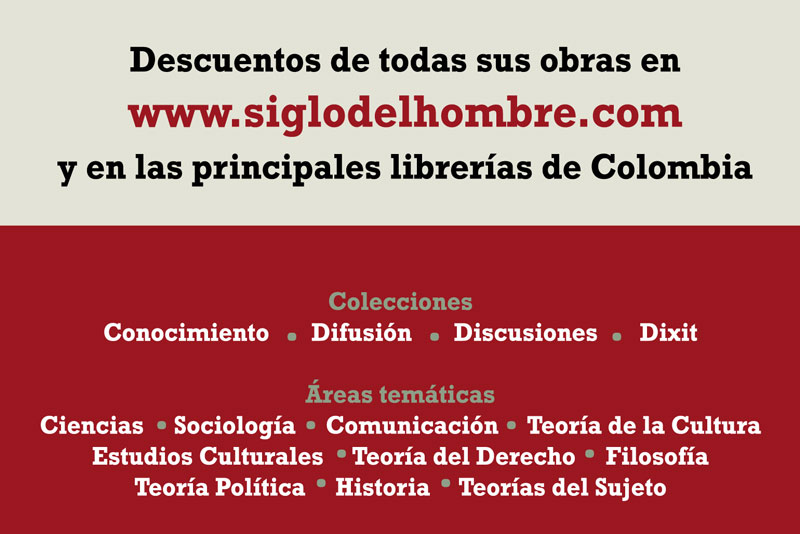 Descuentos de todas sus obras en
www.siglodelhombre.com
y en las principales librerías de Colombia
Colecciones
Conocimiento • Difusión • Discusiones • Dixit
Áreas temáticas
Ciencias • Sociología • Comunicación • Teoría de la Cultura
Estudios Culturales • Teoría del Derecho • Filosofía
Teoría Política • Historia • Teorías del Sujeto